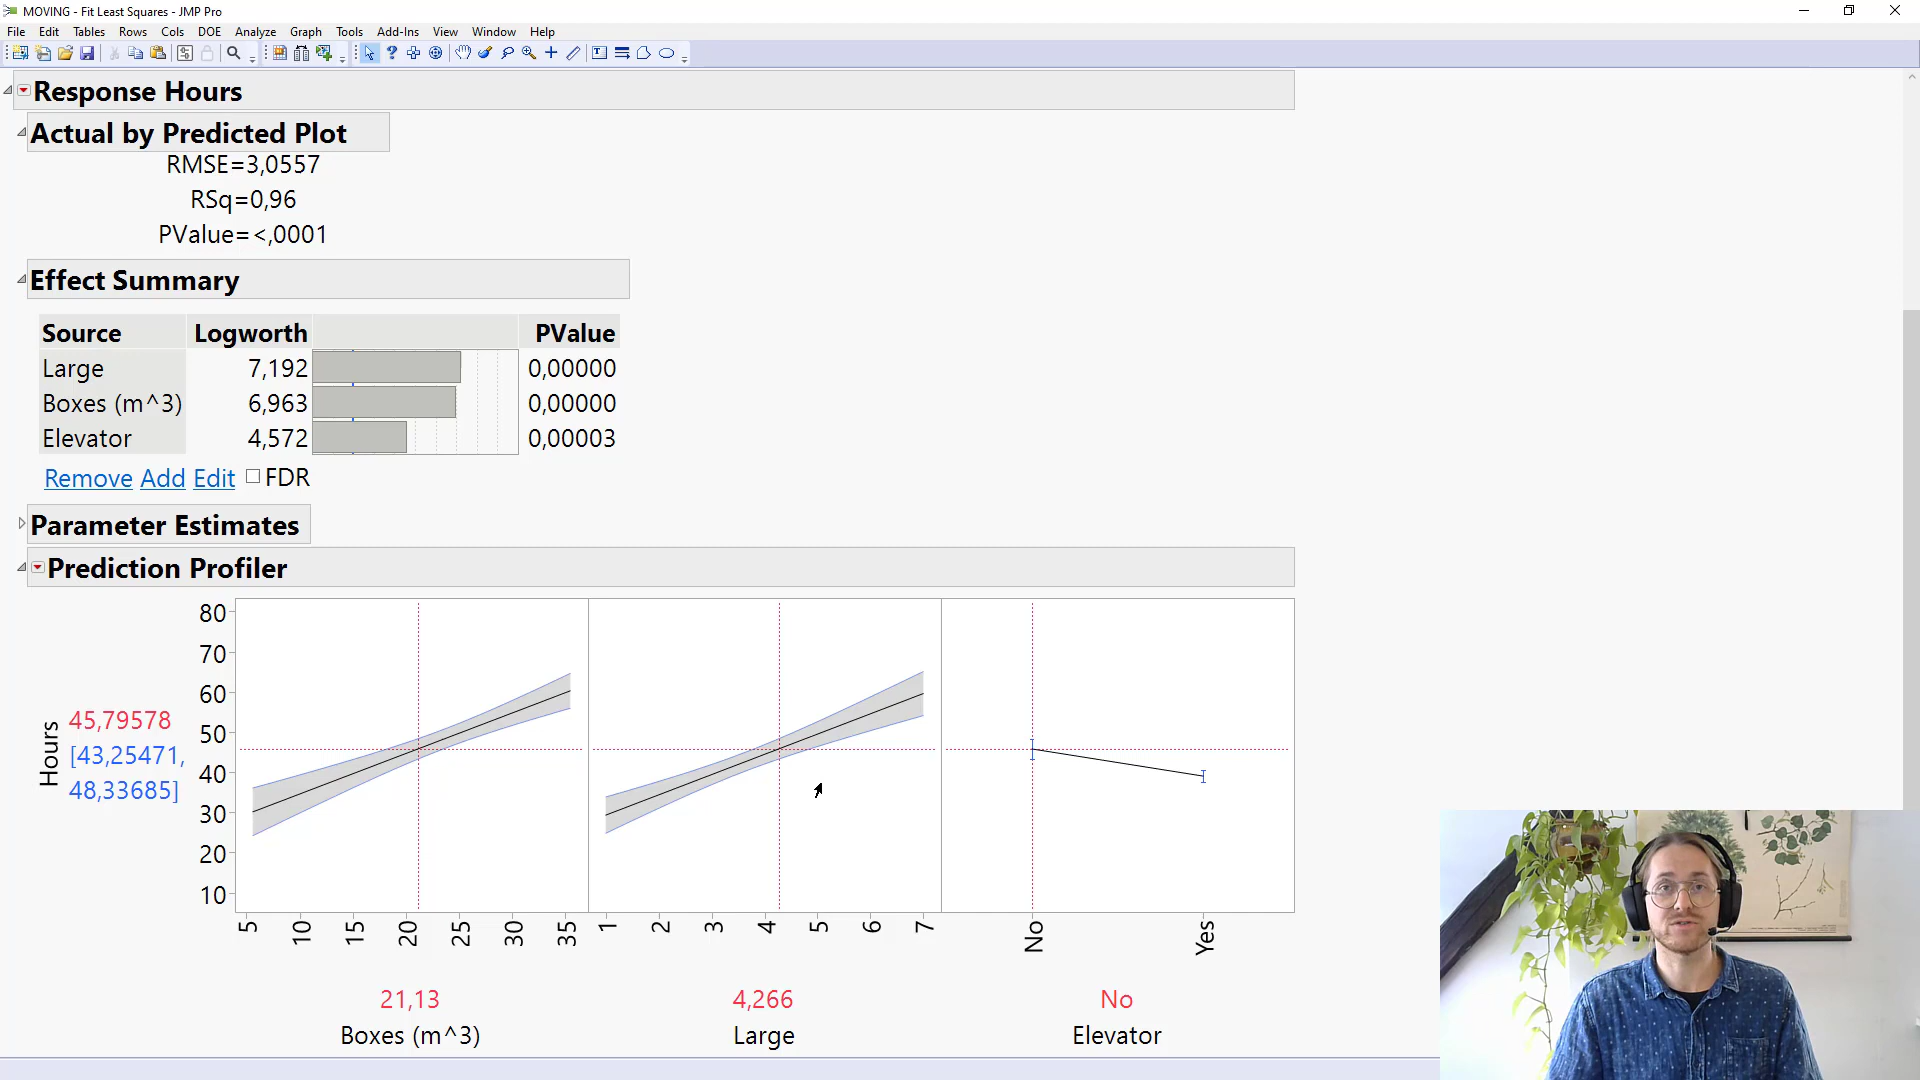 MOVING - Fit Least Squares - JMP Pro
File Edit Tables Rows Cols DOE Analyze Graph Tools Add-Ins View Window Help
Response Hours
Actual by Predicted Plot
RMSE=3,0557
RSq=0,96
PValue=<,0001
Effect Summary
Source Logworth PValue
Large 7,192 0,00000
Boxes (m^3) 6,963 0,00000
Elevator 4,572 0,00003
Remove Add Edit FDR
Parameter Estimates
Prediction Profiler
80
70
60
50
40
30
20
10
Hours
45,79578
[43,25471,
48,33685]
5 10 15 20 25 30 35
1 2 3 4 5 6 7
No Yes
21,13 4,266 No
Boxes (m^3) Large Elevator